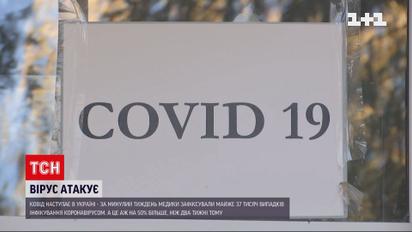 1+1
COVID 19
ТСН
ВІРУС АТАКУЄ
КОВІД НАСТУПАЄ В УКРАЇНІ - ЗА МИНУЛИЙ ТИЖДЕНЬ МЕДИКИ ЗАФІКСУВАЛИ МАЙЖЕ 37 ТИСЯЧ ВИПАДКІВ
ІНФІКУВАННЯ КОРОНАВІРУСОМ. А ЦЕ АЖ НА 50% БІЛЬШЕ, НІЖ ДВА ТИЖНІ ТОМУ